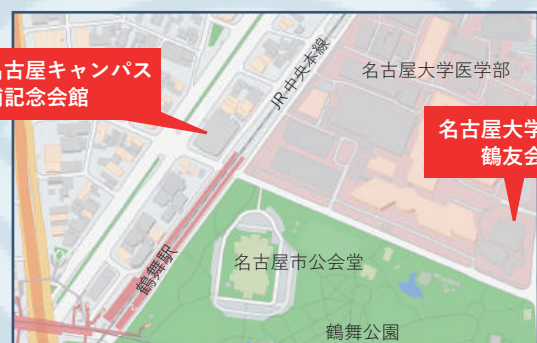 古屋キャンパス
記念会館
JR中央本線
名古屋大学医学部
名古屋大学
鶴友会
鶴舞駅
名古屋市公会堂
鶴舞公園